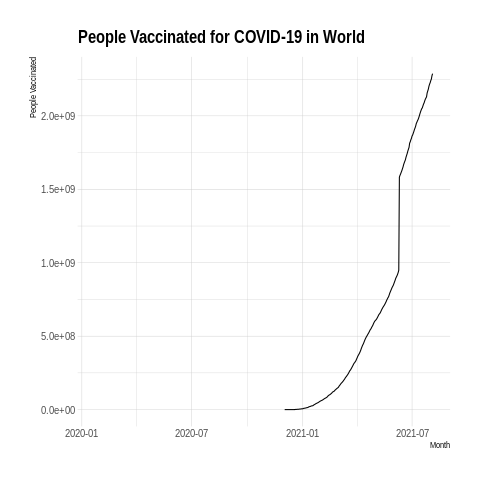 People Vaccinated for COVID-19 in World
People Vaccinated
2.0e+09
1.5e+09
1.0e+09
5.0e+08
0.0e+00
2020-01 2020-07 2021-01 2021-07
Month